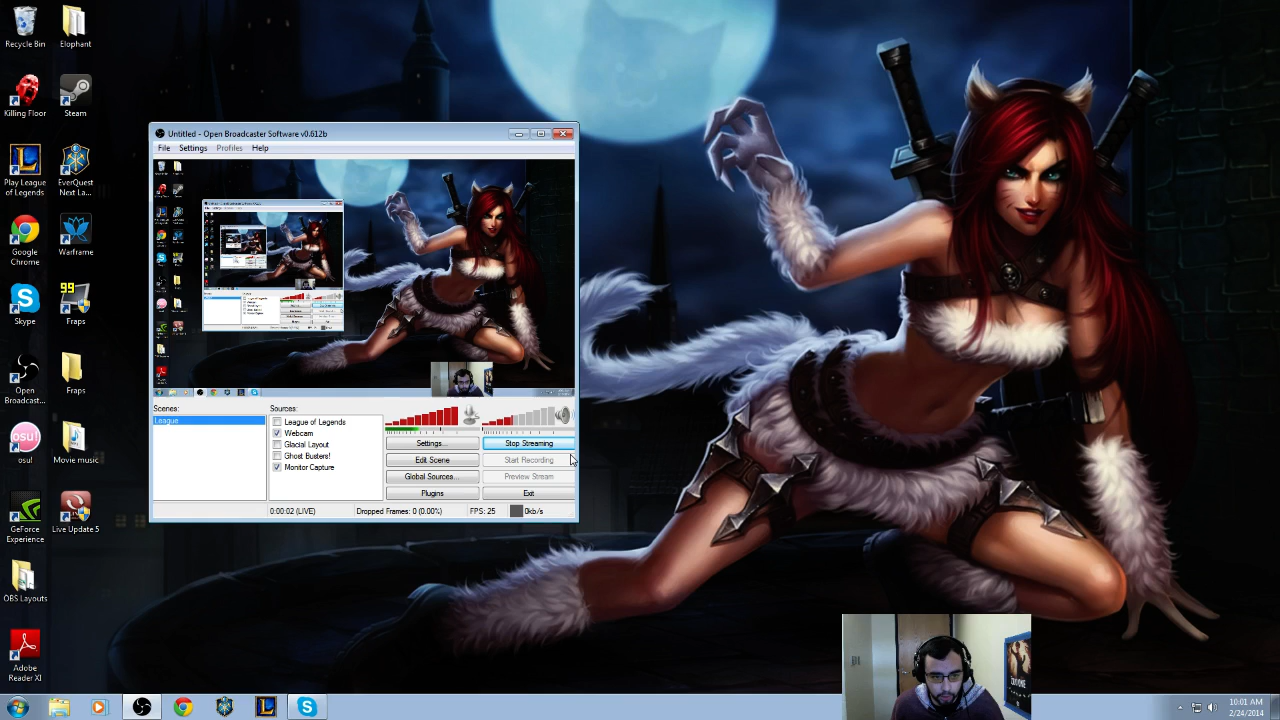 Recycle Bin
Elophant
Killing Floor
Steam
Play League
of Legends
EverQuest
Next La...
Google
Chrome
Warframe
Skype
99
Fraps
Open
Broadcast...
Fraps
osu!
osu!
Movie music
GeForce
Experience
Live Update 5
OBS Layouts
Adobe
Reader XI
Untitled - Open Broadcaster Software v0.612b
File Settings Profiles Help
Scenes:
League
Sources:
League of Legends
Webcam
Glacial Layout
Ghost Busters!
Monitor Capture
Settings...
Stop Streaming
Edit Scene
Start Recording
Global Sources...
Preview Stream
Plugins
Exit
0:00:02 (LIVE)
Dropped Frames: 0 (0.00%)
FPS: 25
0kb/s
10:01 AM
2/24/2014